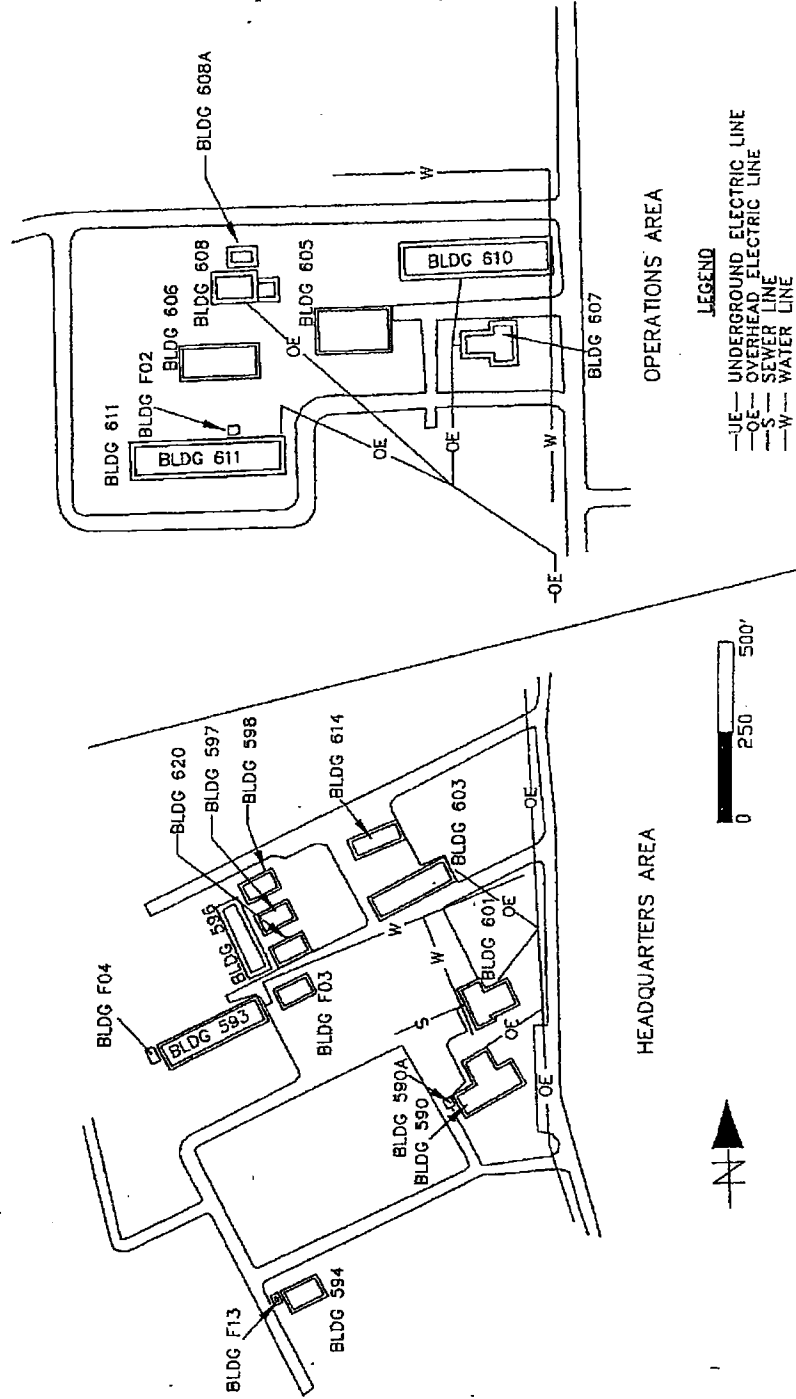 BLDG F13
BLDG 594
BLDG F04
BLDG 593
BLDG F03
BLDG 596
BLDG 620
BLDG 597
BLDG 598
BLDG 614
BLDG 603
BLDG 601
BLDG 590A
BLDG 590
W
W
S
OE
OE
OE
OE
HEADQUARTERS AREA
N
0
250
500'
BLDG 611
BLDG 611
BLDG F02
BLDG 606
BLDG 608
BLDG 608A
BLDG 605
BLDG 610
BLDG 607
OE
OE
OE
OE
W
W
OPERATIONS AREA
LEGEND
—UE— UNDERGROUND ELECTRIC LINE
—OE— OVERHEAD ELECTRIC LINE
—S— SEWER LINE
—W— WATER LINE